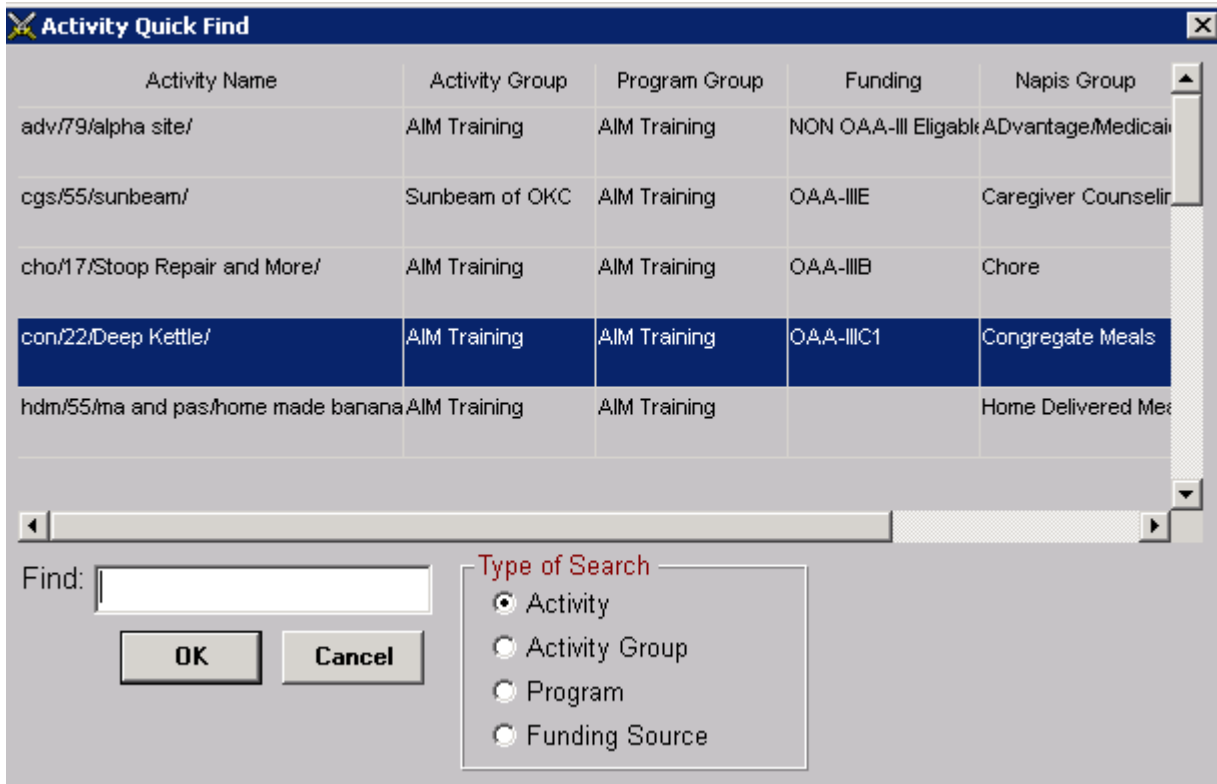 Activity Quick Find
Activity Name Activity Group Program Group Funding Napis Group
adv/79/alpha site/ AIM Training AIM Training NON OAA-III Eligable ADvantage/Medicaid
cgs/55/sunbeam/ Sunbeam of OKC AIM Training OAA-IIIE Caregiver Counselin
cho/17/Stoop Repair and More/ AIM Training AIM Training OAA-IIIB Chore
con/22/Deep Kettle/ AIM Training AIM Training OAA-IIIC1 Congregate Meals
hdm/55/ma and pas/home made banana AIM Training AIM Training Home Delivered Mea
Find:
OK Cancel
Type of Search
Activity
Activity Group
Program
Funding Source